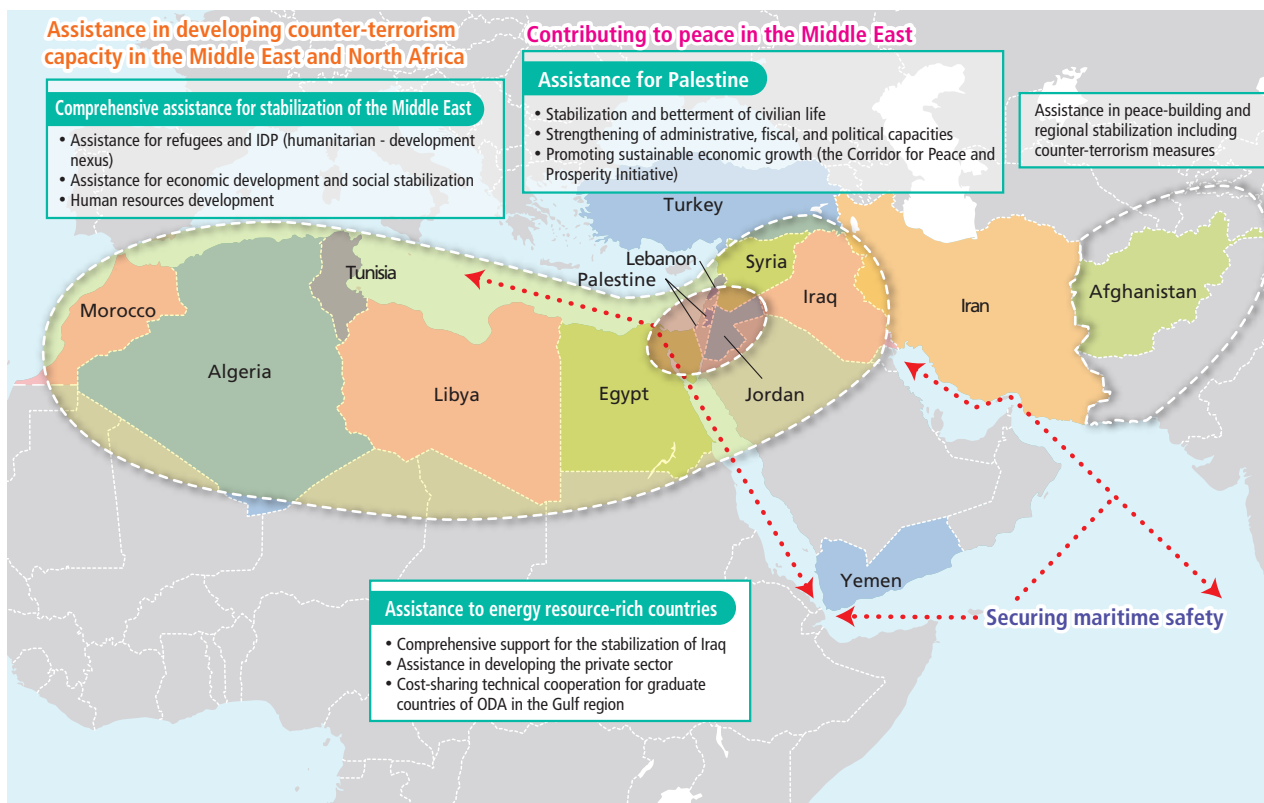 Assistance in developing counter-terrorism
capacity in the Middle East and North Africa
Comprehensive assistance for stabilization of the Middle East
• Assistance for refugees and IDP (humanitarian - development
nexus)
• Assistance for economic development and social stabilization
• Human resources development
Contributing to peace in the Middle East
Assistance for Palestine
• Stabilization and betterment of civilian life
• Strengthening of administrative, fiscal, and political capacities
• Promoting sustainable economic growth (the Corridor for Peace and
Prosperity Initiative)
Assistance in peace-building and
regional stabilization including
counter-terrorism measures
Turkey
Lebanon
Syria
Palestine
Tunisia
Morocco
Iraq
Iran
Afghanistan
Algeria
Libya
Egypt
Jordan
Yemen
Securing maritime safety
Assistance to energy resource-rich countries
• Comprehensive support for the stabilization of Iraq
• Assistance in developing the private sector
• Cost-sharing technical cooperation for graduate
countries of ODA in the Gulf region